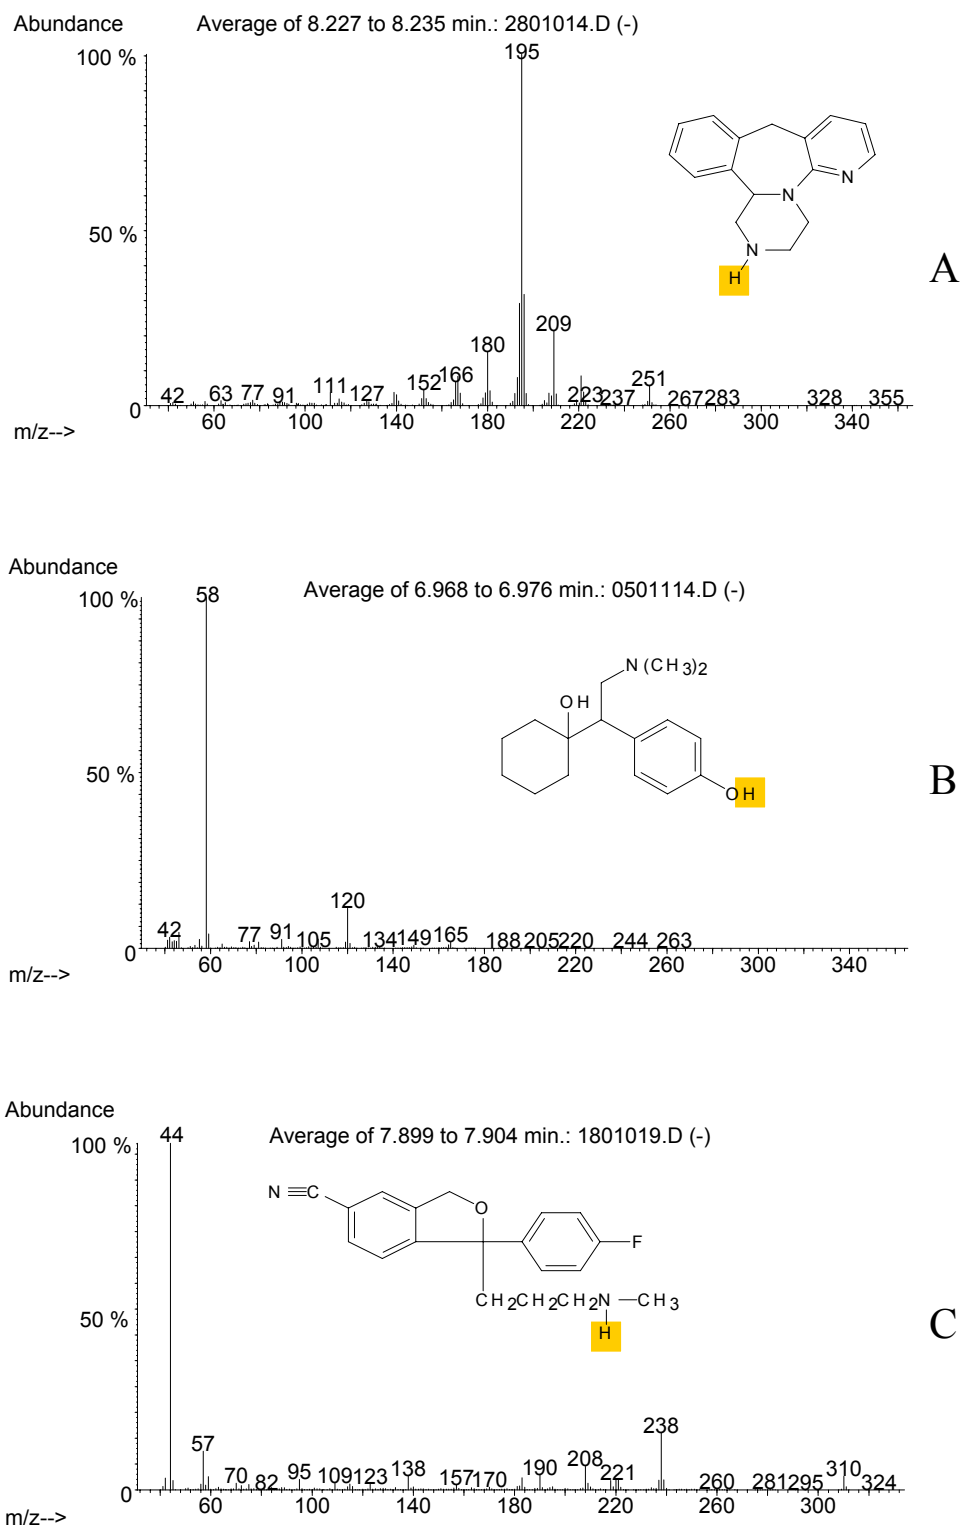 Abundance Average of 8.227 to 8.235 min.: 2801014.D (-)
100 % 195
N
N
50 % N
H A
209
180
42 63 77 91 111 127 152 166 223 237 251 267 283 328 355
0
m/z--> 60 100 140 180 220 260 300 340
Abundance
100 % 58 Average of 6.968 to 6.976 min.: 0501114.D (-)
N (CH3)2
OH
50 % OH B
120
42 77 91 105 134 149 165 188 205 220 244 263
0
m/z--> 60 100 140 180 220 260 300 340
Abundance
100 % 44 Average of 7.899 to 7.904 min.: 1801019.D (-)
N ≡ C
O
F
CH2CH2CH2N — CH3
50 % H C
238
57 70 82 95 109 123 138 157 170 190 208 221 260 281 295 310 324
0
m/z--> 60 100 140 180 220 260 300